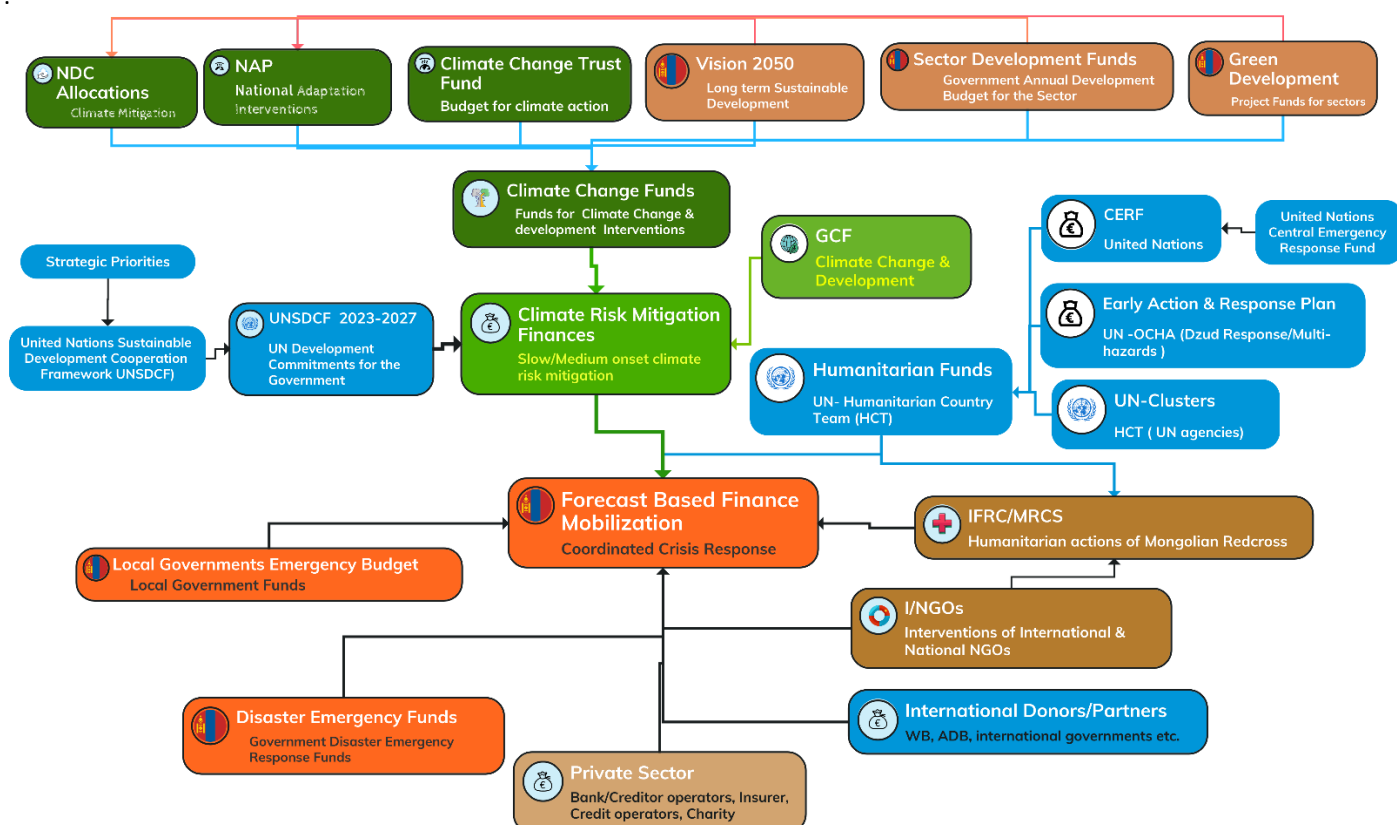 .
NDC
Allocations
Climate Mitigation
NAP
National Adaptation
Interventions
Climate Change Trust
Fund
Budget for climate action
Vision 2050
Long term Sustainable
Development
Sector Development Funds
Government Annual Development
Budget for the Sector
Green
Development
Project Funds for sectors
Climate Change Funds
Funds for Climate Change &
development Interventions
GCF
Climate Change &
Development
CERF
United Nations
United Nations
Central Emergency
Response Fund
Strategic Priorities
United Nations Sustainable
Development Cooperation
Framework UNSDCF)
UNSDCF 2023-2027
UN Development
Commitments for the
Government
Climate Risk Mitigation
Finances
Slow/Medium onset climate
risk mitigation
Early Action & Response Plan
UN -OCHA (Dzud Response/Multi-
hazards )
Humanitarian Funds
UN- Humanitarian Country
Team (HCT)
UN-Clusters
HCT ( UN agencies)
Forecast Based Finance
Mobilization
Coordinated Crisis Response
IFRC/MRCS
Humanitarian actions of Mongolian Redcross
Local Governments Emergency Budget
Local Government Funds
I/NGOs
Interventions of International &
National NGOs
Disaster Emergency Funds
Government Disaster Emergency
Response Funds
International Donors/Partners
WB, ADB, international governments etc.
Private Sector
Bank/Creditor operators, Insurer,
Credit operators, Charity